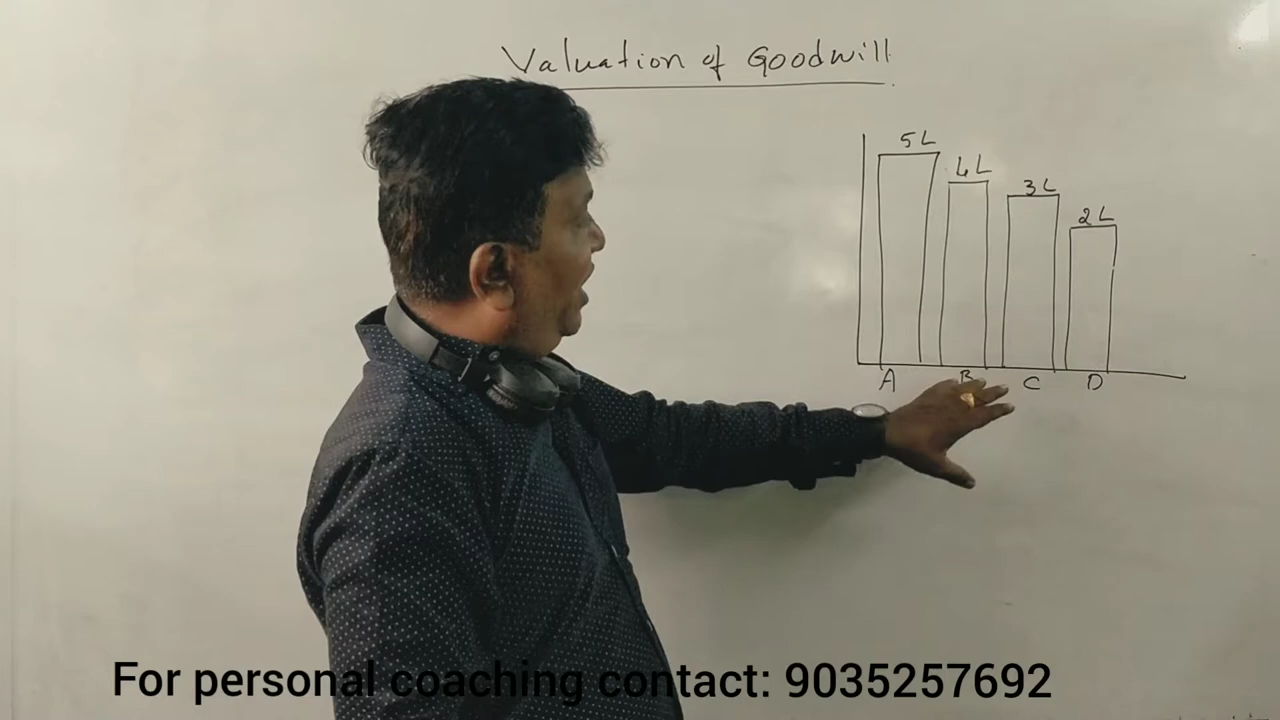 Valuation of Goodwill
5L
4L
3L
2L
A B C D
For personal coaching contact: 9035257692